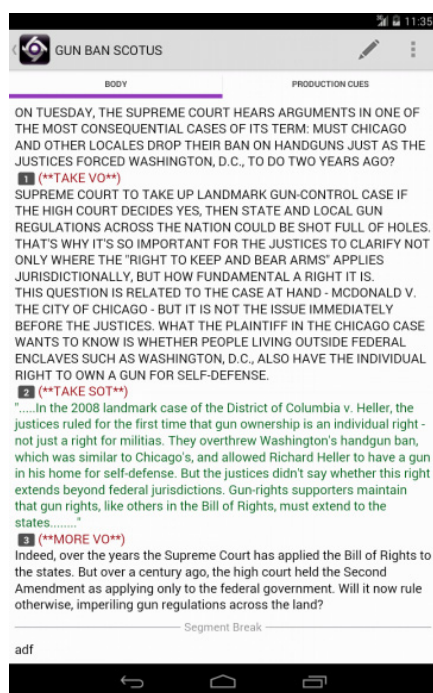 11:35
GUN BAN SCOTUS
BODY
PRODUCTION CUES
ON TUESDAY, THE SUPREME COURT HEARS ARGUMENTS IN ONE OF
THE MOST CONSEQUENTIAL CASES OF ITS TERM: MUST CHICAGO
AND OTHER LOCALES DROP THEIR BAN ON HANDGUNS JUST AS THE
JUSTICES FORCED WASHINGTON, D.C., TO DO TWO YEARS AGO?
1 (**TAKE VO**)
SUPREME COURT TO TAKE UP LANDMARK GUN-CONTROL CASE IF
THE HIGH COURT DECIDES YES, THEN STATE AND LOCAL GUN
REGULATIONS ACROSS THE NATION COULD BE SHOT FULL OF HOLES.
THAT'S WHY IT'S SO IMPORTANT FOR THE JUSTICES TO CLARIFY NOT
ONLY WHERE THE "RIGHT TO KEEP AND BEAR ARMS" APPLIES
JURISDICTIONALLY, BUT HOW FUNDAMENTAL A RIGHT IT IS.
THIS QUESTION IS RELATED TO THE CASE AT HAND - MCDONALD V.
THE CITY OF CHICAGO - BUT IT IS NOT THE ISSUE IMMEDIATELY
BEFORE THE JUSTICES. WHAT THE PLAINTIFF IN THE CHICAGO CASE
WANTS TO KNOW IS WHETHER PEOPLE LIVING OUTSIDE FEDERAL
ENCLAVES SUCH AS WASHINGTON, D.C., ALSO HAVE THE INDIVIDUAL
RIGHT TO OWN A GUN FOR SELF-DEFENSE.
2 (**TAKE SOT**)
".....In the 2008 landmark case of the District of Columbia v. Heller, the
justices ruled for the first time that gun ownership is an individual right -
not just a right for militias. They overthrew Washington's handgun ban,
which was similar to Chicago's, and allowed Richard Heller to have a gun
in his home for self-defense. But the justices didn't say whether this right
extends beyond federal jurisdictions. Gun-rights supporters maintain
that gun rights, like others in the Bill of Rights, must extend to the
states........"
3 (**MORE VO**)
Indeed, over the years the Supreme Court has applied the Bill of Rights to
the states. But over a century ago, the high court held the Second
Amendment as applying only to the federal government. Will it now rule
otherwise, imperiling gun regulations across the land?
Segment Break
adf